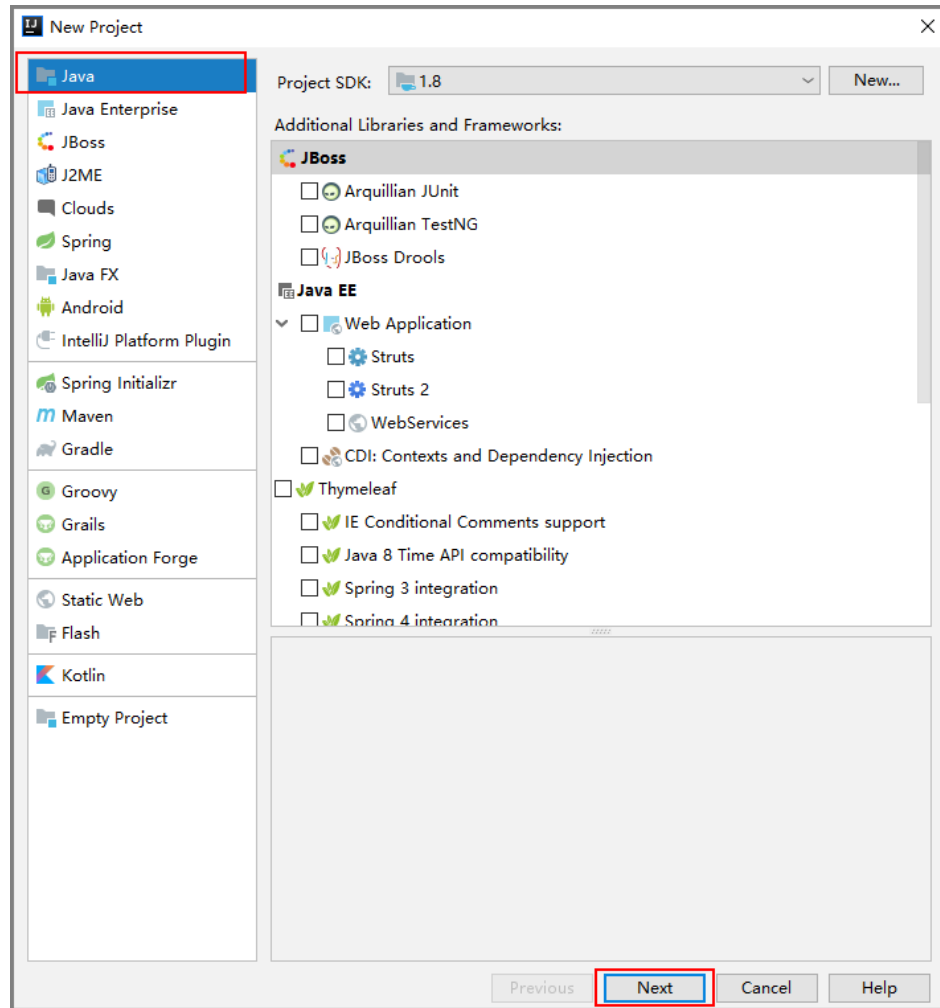 New Project
Java
Java Enterprise
JBoss
J2ME
Clouds
Spring
Java FX
Android
IntelliJ Platform Plugin
Spring Initializr
Maven
Gradle
Groovy
Grails
Application Forge
Static Web
Flash
Kotlin
Empty Project
Project SDK: 1.8 New...
Additional Libraries and Frameworks:
JBoss
Arquillian JUnit
Arquillian TestNG
JBoss Drools
Java EE
Web Application
Struts
Struts 2
WebServices
CDI: Contexts and Dependency Injection
Thymeleaf
IE Conditional Comments support
Java 8 Time API compatibility
Spring 3 integration
Spring 4 integration
Previous Next Cancel Help